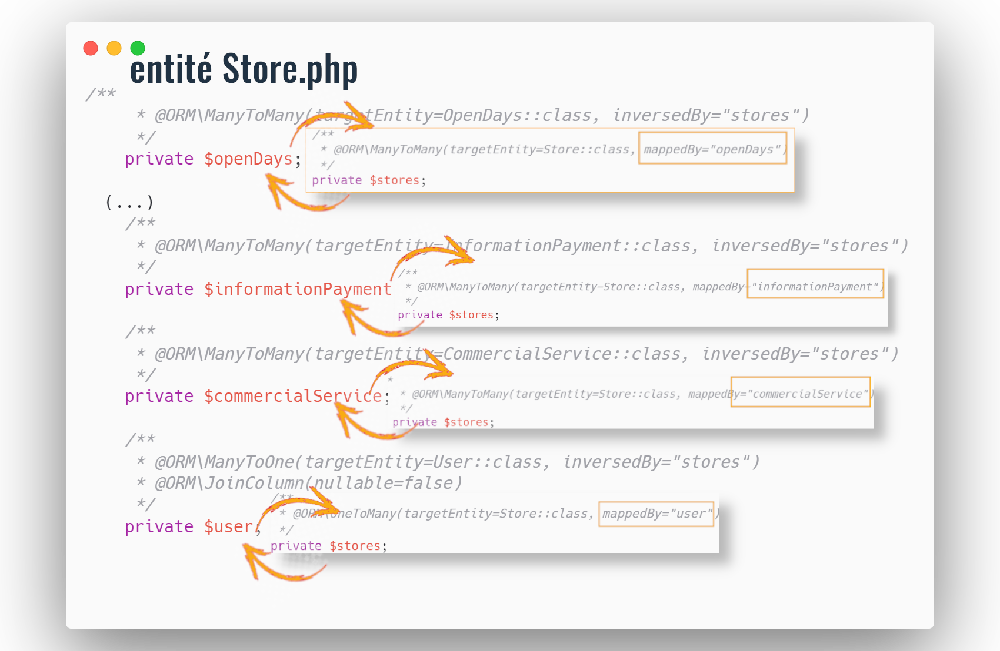 entité Store.php
/**
* @ORM\ManyToMany(targetEntity=OpenDays::class, inversedBy="stores")
*/
private $openDays;
/**
* @ORM\ManyToMany(targetEntity=Store::class, mappedBy="openDays")
*/
private $stores;
(...)
/**
* @ORM\ManyToMany(targetEntity=InformationPayment::class, inversedBy="stores")
*/
private $informationPayment
/**
* @ORM\ManyToMany(targetEntity=Store::class, mappedBy="informationPayment")
*/
private $stores;
/**
* @ORM\ManyToMany(targetEntity=CommercialService::class, inversedBy="stores")
*/
private $commercialService;
*
* @ORM\ManyToMany(targetEntity=Store::class, mappedBy="commercialService")
*/
private $stores;
/**
* @ORM\ManyToOne(targetEntity=User::class, inversedBy="stores")
* @ORM\JoinColumn(nullable=false)
*/
private $user;
/**
* @ORM\OneToMany(targetEntity=Store::class, mappedBy="user")
*/
private $stores;